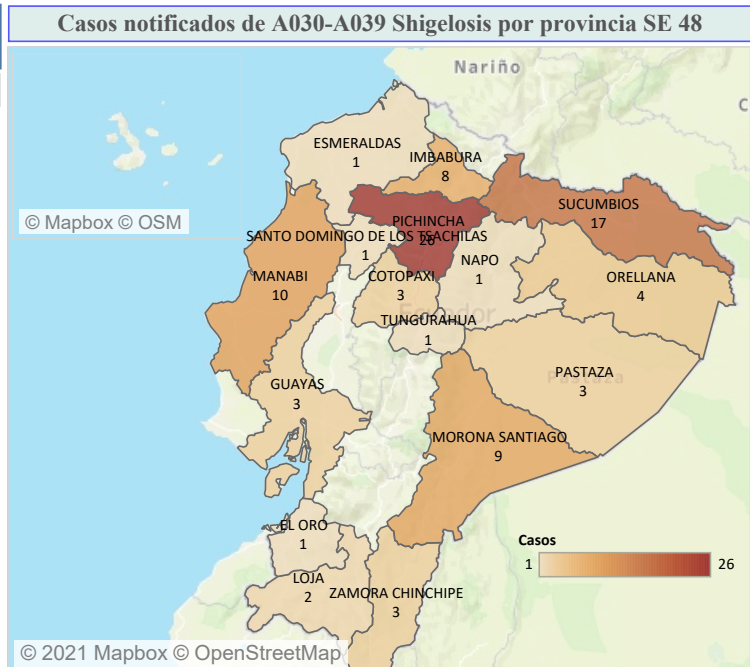 Casos notificados de A030-A039 Shigelosis por provincia SE 48
Nariño
ESMERALDAS
1
IMBABURA
8
© Mapbox © OSM
SUCUMBIOS
17
PICHINCHA
26
SANTO DOMINGO DE LOS TSACHILAS
1
NAPO
1
MANABI
10
COTOPAXI
3
ORELLANA
4
Ecuador
TUNGURAHUA
1
GUAYAS
3
PASTAZA
Pastaza
3
MORONA SANTIAGO
9
EL ORO
1
Casos
1
26
LOJA
2
ZAMORA CHINCHIPE
3
© 2021 Mapbox © OpenStreetMap